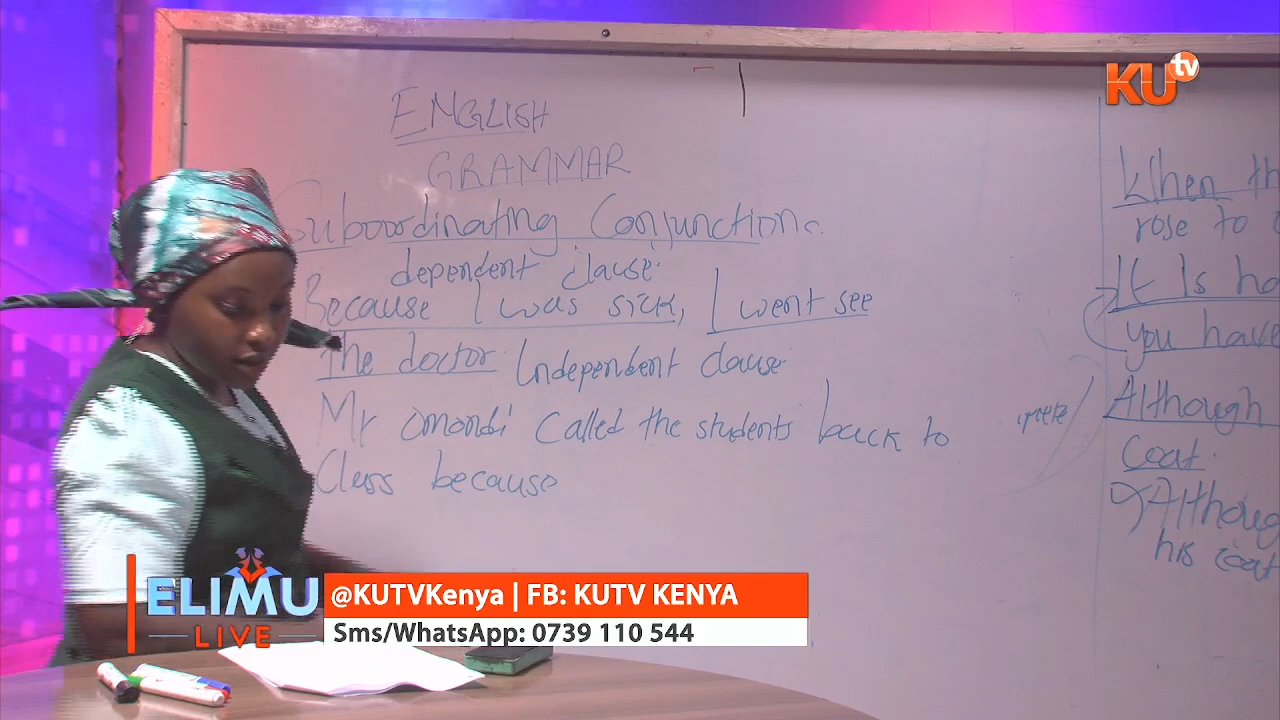 KU tv
ENGLISH
GRAMMAR
Suboordinating Conjunctions.
dependent clause.
Because I was sick, I went see
The doctor. Independent clause.
Mr Omondi called the students back to
Class because
When th
rose to
It Is ha
you have
Although
Coat.
Althoug
his coat
ELIMU
LIVE
@KUTVKenya | FB: KUTV KENYA
Sms/WhatsApp: 0739 110 544